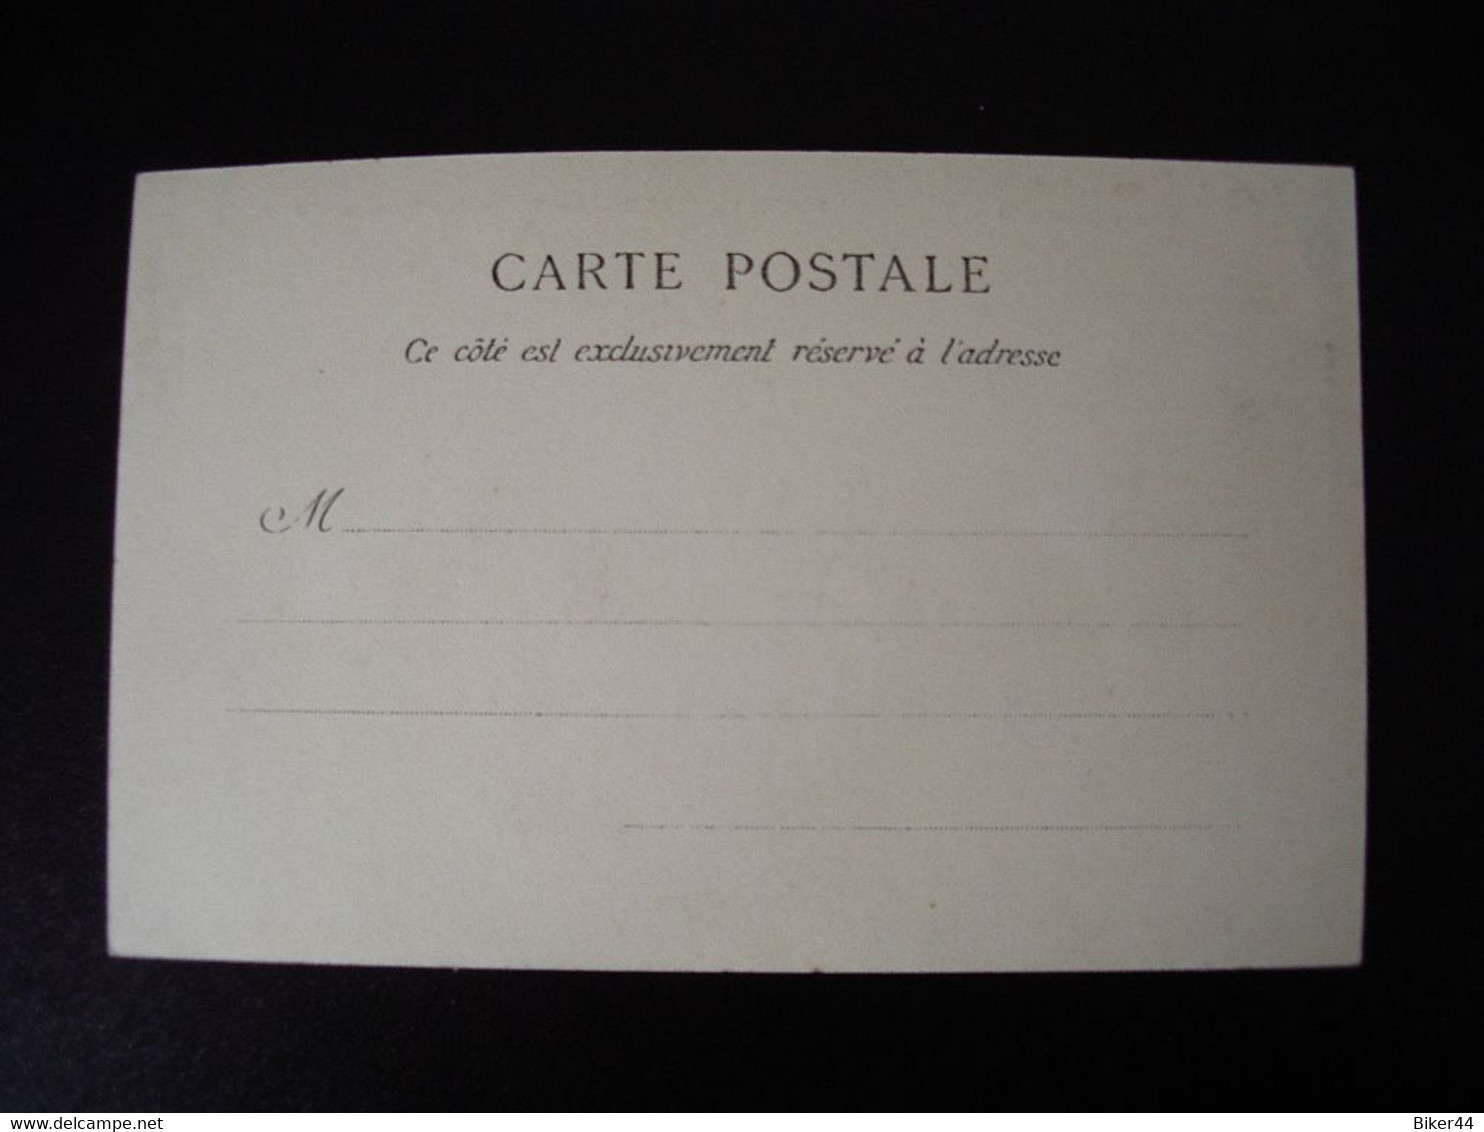 CARTE POSTALE
Ce côté est exclusivement réservé à l'adresse
M
www.delcampe.net
Biker44